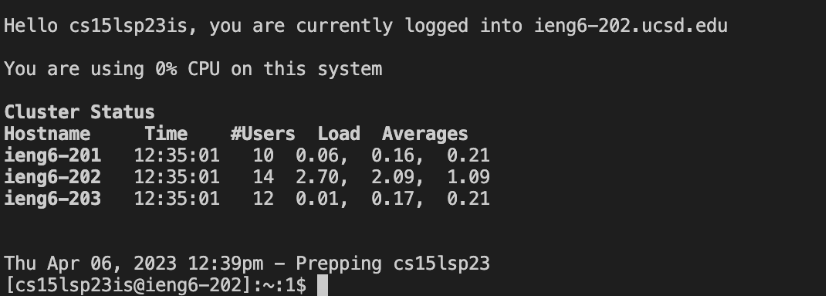 Hello cs15lsp23is, you are currently logged into ieng6-202.ucsd.edu
You are using 0% CPU on this system
Cluster Status
Hostname     Time    #Users  Load  Averages
ieng6-201   12:35:01   10  0.06,  0.16,  0.21
ieng6-202   12:35:01   14  2.70,  2.09,  1.09
ieng6-203   12:35:01   12  0.01,  0.17,  0.21
Thu Apr 06, 2023 12:39pm - Prepping cs15lsp23
[cs15lsp23is@ieng6-202]:~:1$